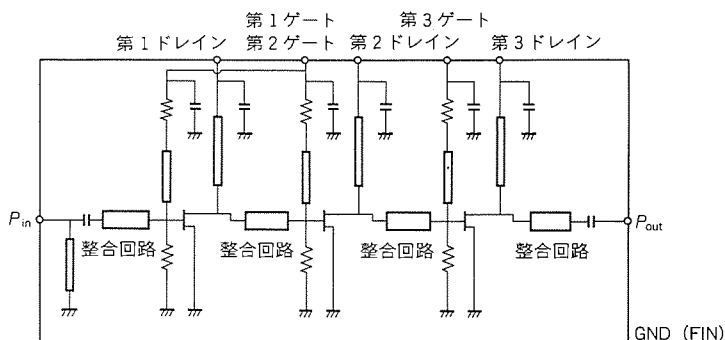 第1ゲート 第3ゲート
第1ドレイン 第2ゲート 第2ドレイン 第3ドレイン
Pin
Pout
整合回路 整合回路 整合回路 整合回路
GND (FIN)